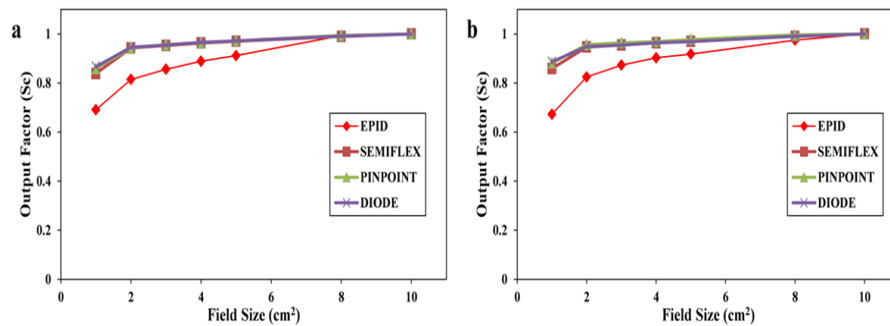 a
Output Factor (Sc)
1
0.8
0.6
0.4
0.2
0
0 2 4 6 8 10
Field Size (cm²)
EPID
SEMIFLEX
PINPOINT
DIODE
b
Output Factor (Sc)
1
0.8
0.6
0.4
0.2
0
0 2 4 6 8 10
Field Size (cm²)
EPID
SEMIFLEX
PINPOINT
DIODE